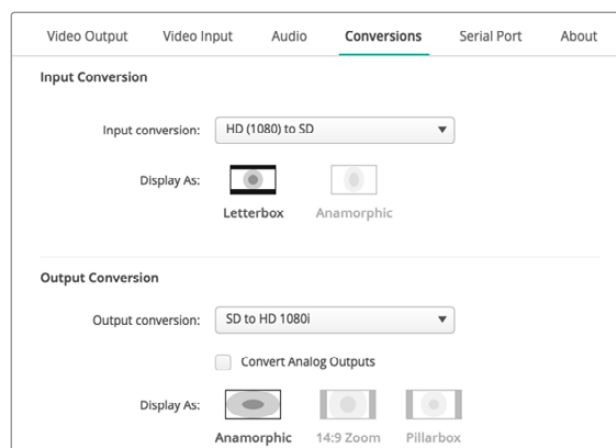 Video Output Video Input Audio Conversions Serial Port About
Input Conversion
Input conversion: HD (1080) to SD
Display As:
Letterbox Anamorphic
Output Conversion
Output conversion: SD to HD 1080i
Convert Analog Outputs
Display As:
Anamorphic 14:9 Zoom Pillarbox